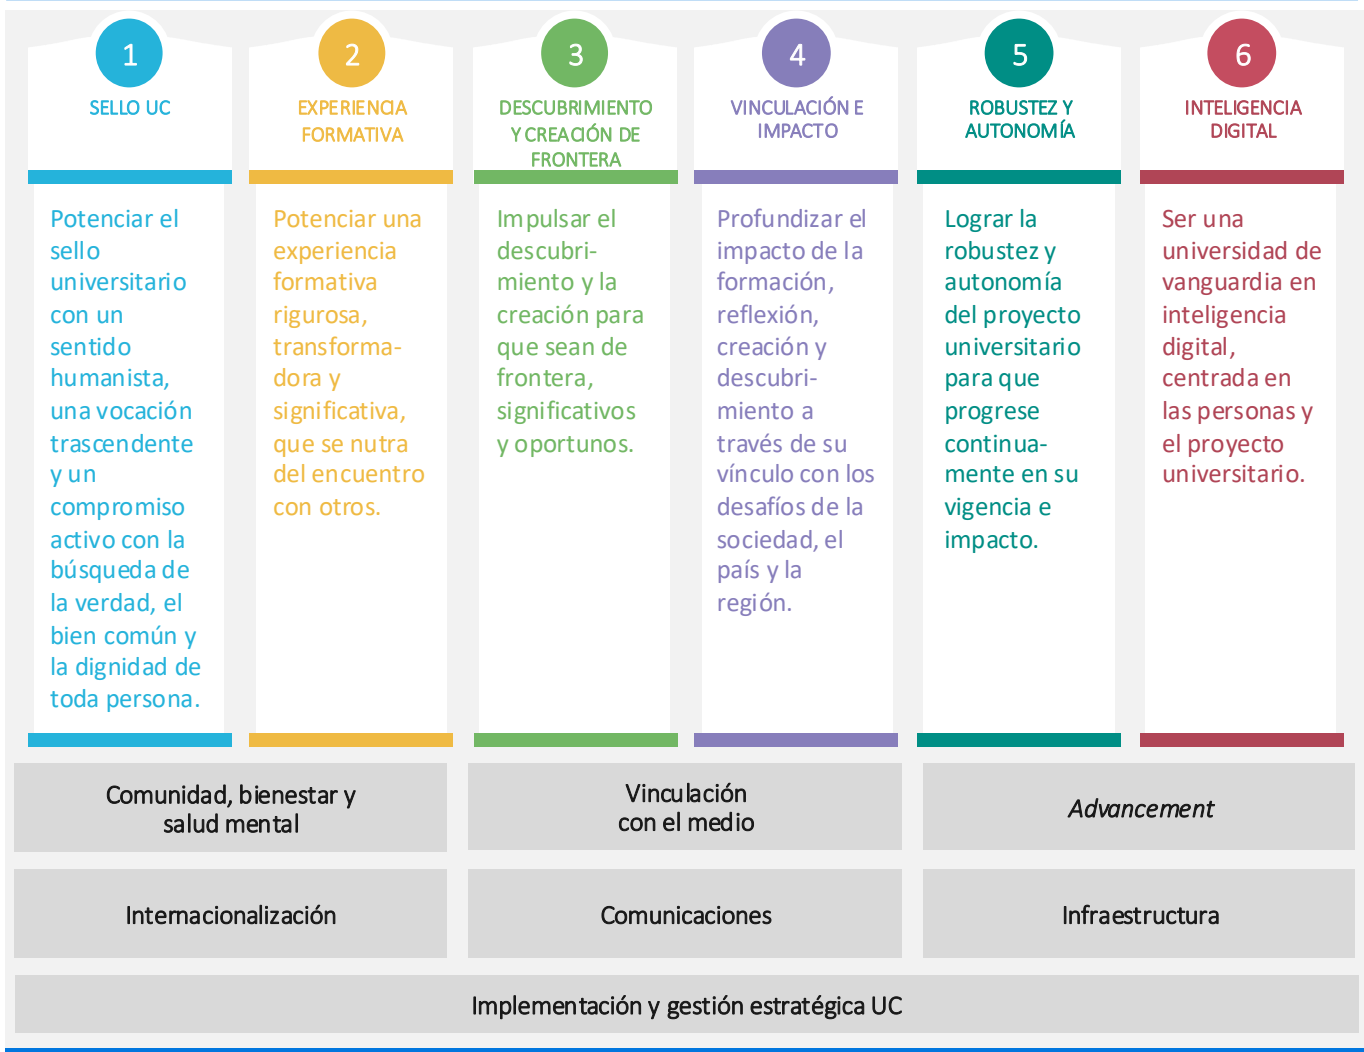 1
SELLO UC
Potenciar el
sello
universitario
con un
sentido
humanista,
una vocación
trascendente
y un
compromiso
activo con la
búsqueda de
la verdad, el
bien común y
la dignidad de
toda persona.
2
EXPERIENCIA
FORMATIVA
Potenciar una
experiencia
formativa
rigurosa,
transforma-
dora y
significativa,
que se nutra
del encuentro
con otros.
3
DESCUBRIMIENTO
Y CREACIÓN DE
FRONTERA
Impulsar el
descubri-
miento y la
creación para
que sean de
frontera,
significativos
y oportunos.
4
VINCULACIÓN E
IMPACTO
Profundizar el
impacto de la
formación,
reflexión,
creación y
descubri-
miento a
través de su
vínculo con los
desafíos de la
sociedad, el
país y la
región.
5
ROBUSTEZ Y
AUTONOMÍA
Lograr la
robustez y
autonomía
del proyecto
universitario
para que
progrese
continua-
mente en su
vigencia e
impacto.
6
INTELIGENCIA
DIGITAL
Ser una
universidad de
vanguardia en
inteligencia
digital,
centrada en
las personas y
el proyecto
universitario.
Comunidad, bienestar y
salud mental
Vinculación
con el medio
Advancement
Internacionalización
Comunicaciones
Infraestructura
Implementación y gestión estratégica UC